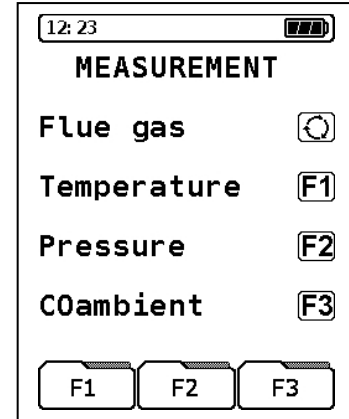 12:23
MEASUREMENT
Flue gas
Temperature F1
Pressure F2
COambient F3
F1 F2 F3